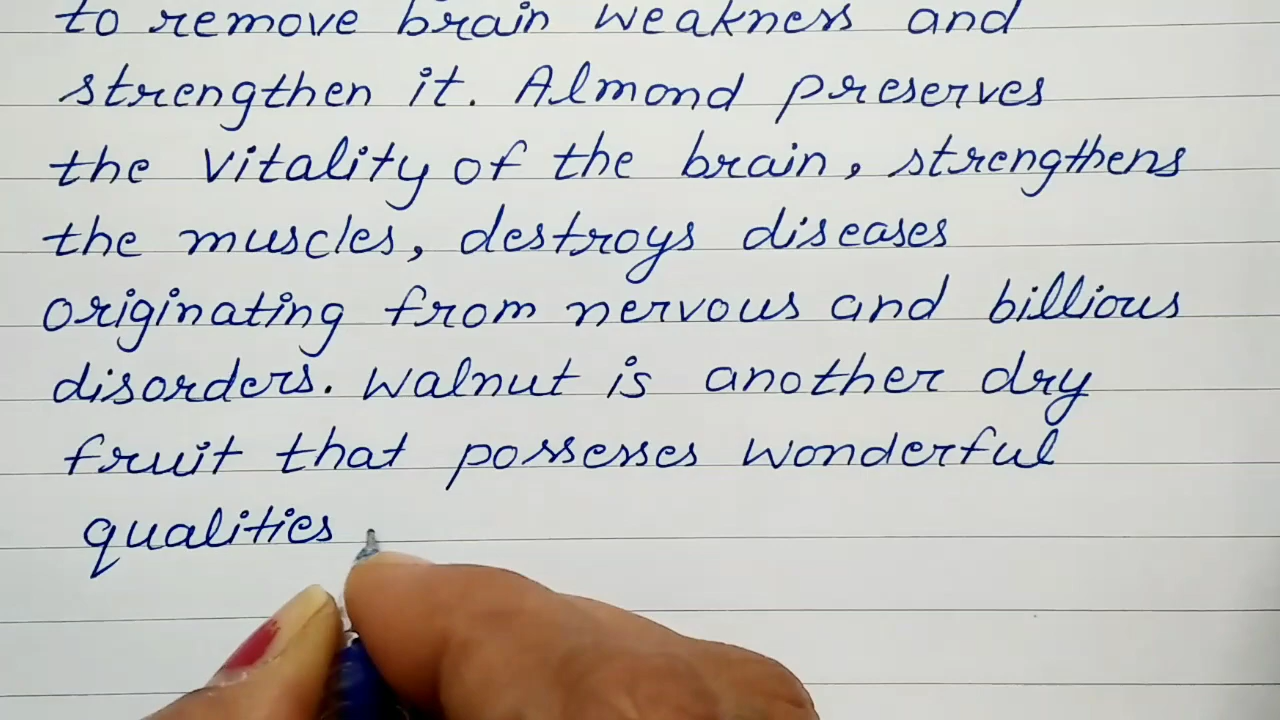 to remove brain weakness and
strengthen it. Almond preserves
the vitality of the brain, strengthens
the muscles, destroys diseases
originating from nervous and billious
disorders. Walnut is another dry
fruit that possesses wonderful
qualities